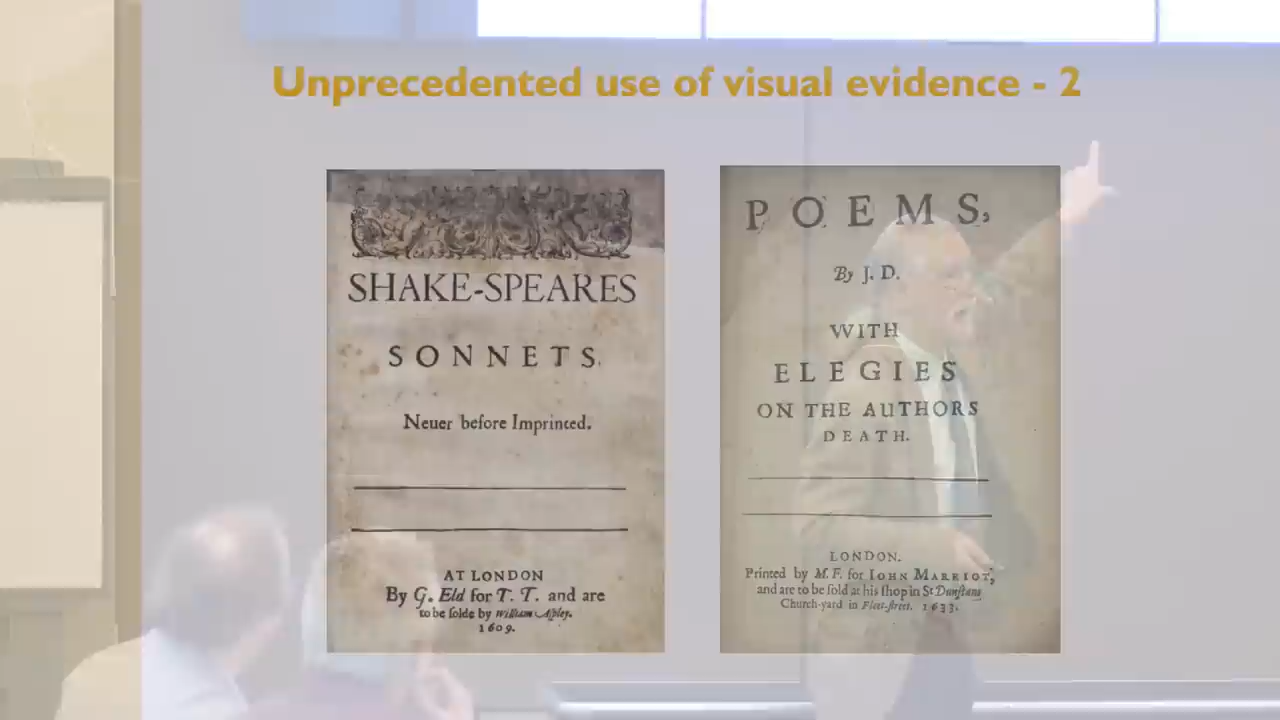 Unprecedented use of visual evidence - 2
SHAKE-SPEARES
SONNETS.
Neuer before Imprinted.
AT LONDON
By G. Eld for T. T. and are
to be ſolde by William Aſpley.
1609.
POEMS,
By J. D.
WITH
ELEGIES
ON THE AUTHORS
DEATH.
LONDON.
Printed by M. F. for IOHN MARRIOT,
and are to be ſold at his ſhop in St Dunſtans
Church-yard in Fleet-ſtreet. 1633.